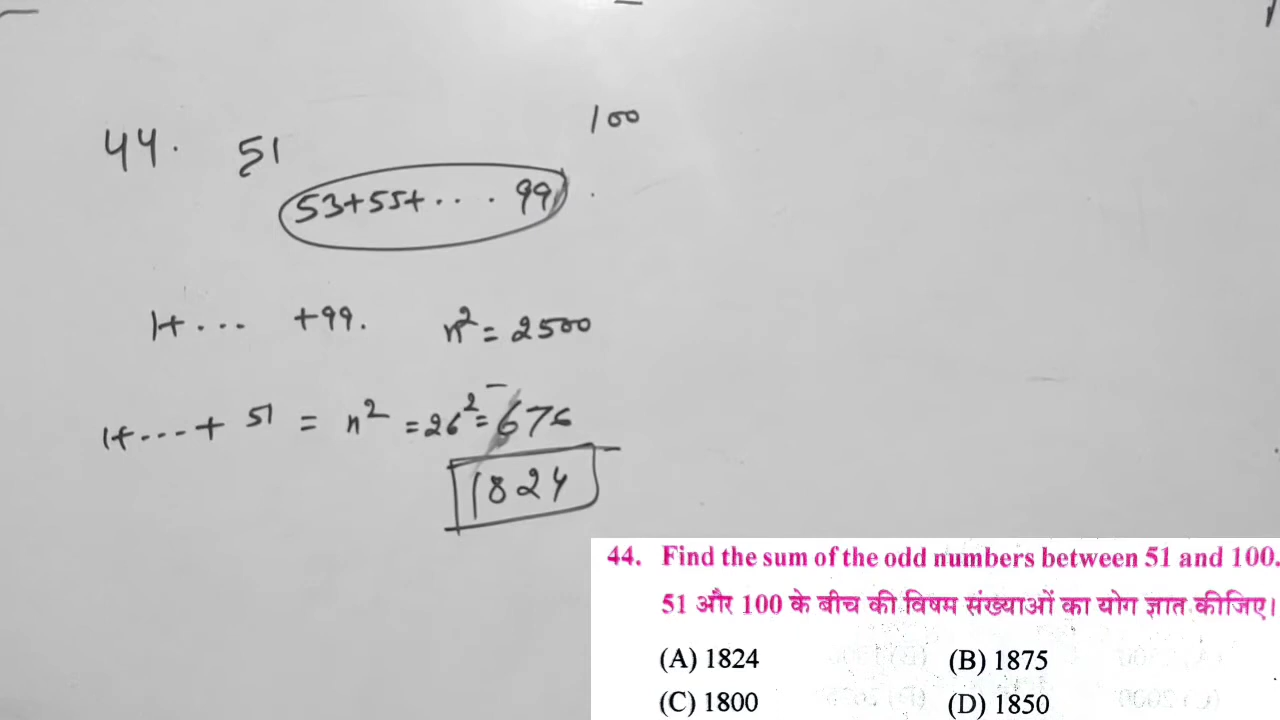 44. 51 100
53+55+.... 99
1+... +99. n²= 2500
1+...+ 51 = n² = 26² = 676
1824
44. Find the sum of the odd numbers between 51 and 100.
51 और 100 के बीच की विषम संख्याओं का योग ज्ञात कीजिए।
(A) 1824 (B) 1875
(C) 1800 (D) 1850